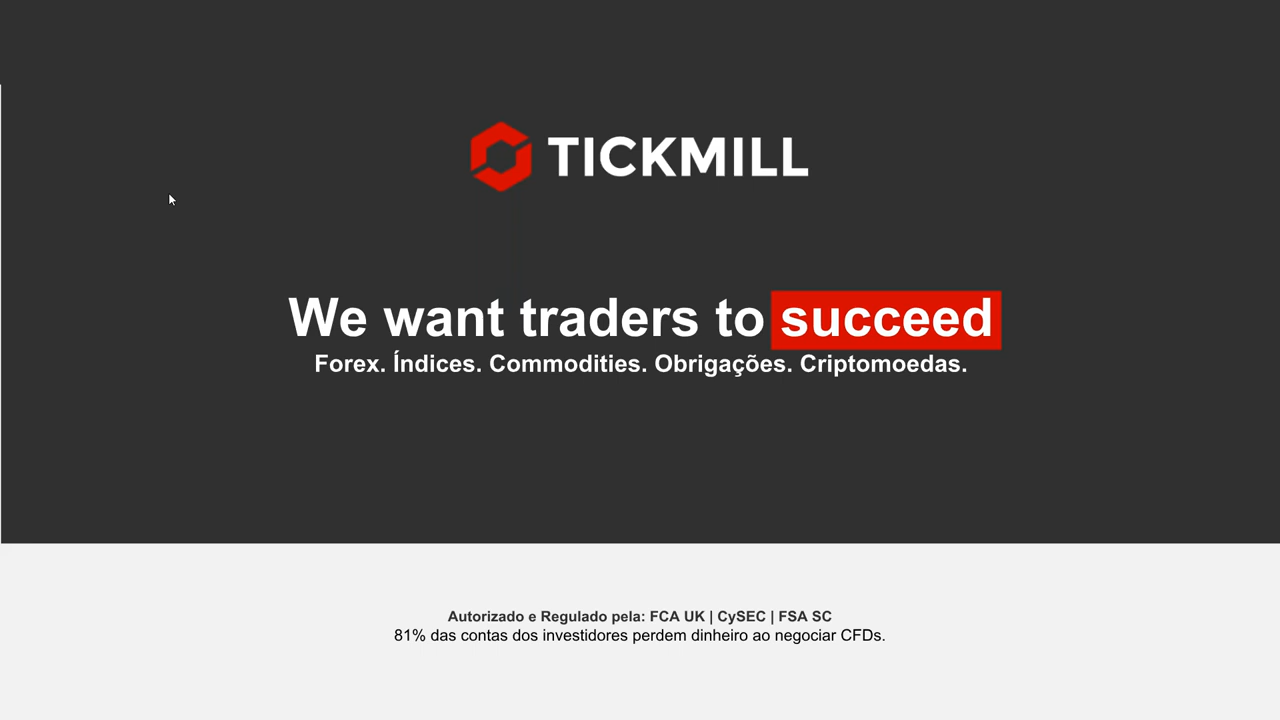 TICKMILL
We want traders to succeed
Forex. Índices. Commodities. Obrigações. Criptomoedas.
Autorizado e Regulado pela: FCA UK | CySEC | FSA SC
81% das contas dos investidores perdem dinheiro ao negociar CFDs.